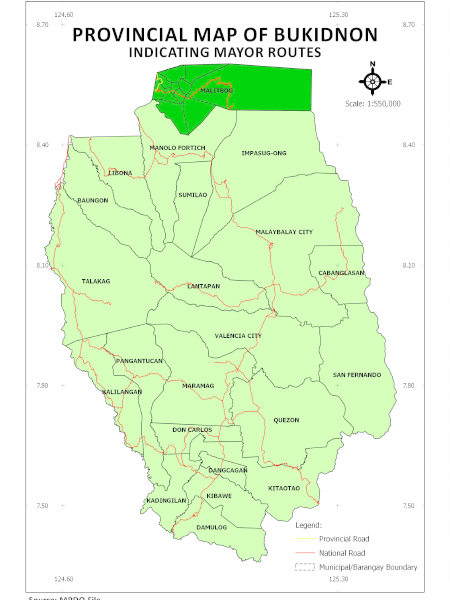 124.60 125.30
8.70 8.70
PROVINCIAL MAP OF BUKIDNON
INDICATING MAYOR ROUTES
N
E
MALITBOG
Scale: 1:550,000
8.40 8.40
MANOLO FORTICH
IMPASUG-ONG
LIBONA
SUMILAO
BAUNGON
MALAYBALAY CITY
8.10 8.10
CABANGLASAN
TALAKAG
LANTAPAN
VALENCIA CITY
PANGANTUCAN
SAN FERNANDO
7.80 7.80
MARAMAG
KALILANGAN
QUEZON
DON CARLOS
DANGCAGAN
KITAOTAO
KIBAWE
KADINGILAN
7.50 7.50
DAMULOG
Legend:
Provincial Road
National Road
Municipal/Barangay Boundary
124.60 125.30
Source: MPDO File